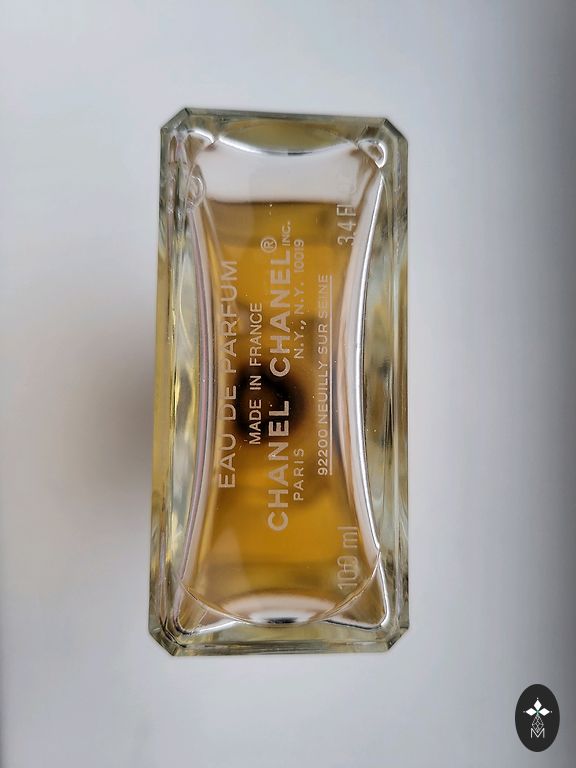 EAU DE PARFUM
MADE IN FRANCE
CHANEL CHANEL® INC.
PARIS N.Y., N.Y. 10019
92200 NEUILLY SUR SEINE
100 ml 3.4